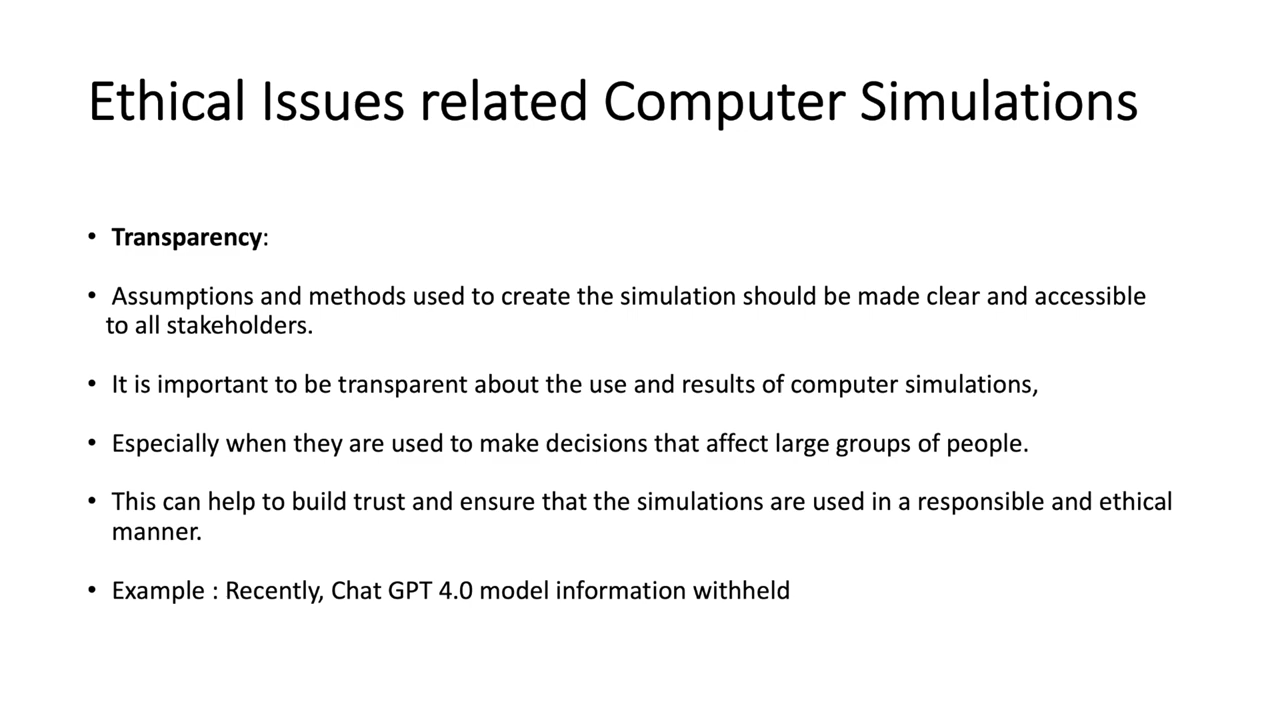 Ethical Issues related Computer Simulations
• Transparency:
• Assumptions and methods used to create the simulation should be made clear and accessible
to all stakeholders.
• It is important to be transparent about the use and results of computer simulations,
• Especially when they are used to make decisions that affect large groups of people.
• This can help to build trust and ensure that the simulations are used in a responsible and ethical
manner.
• Example : Recently, Chat GPT 4.0 model information withheld